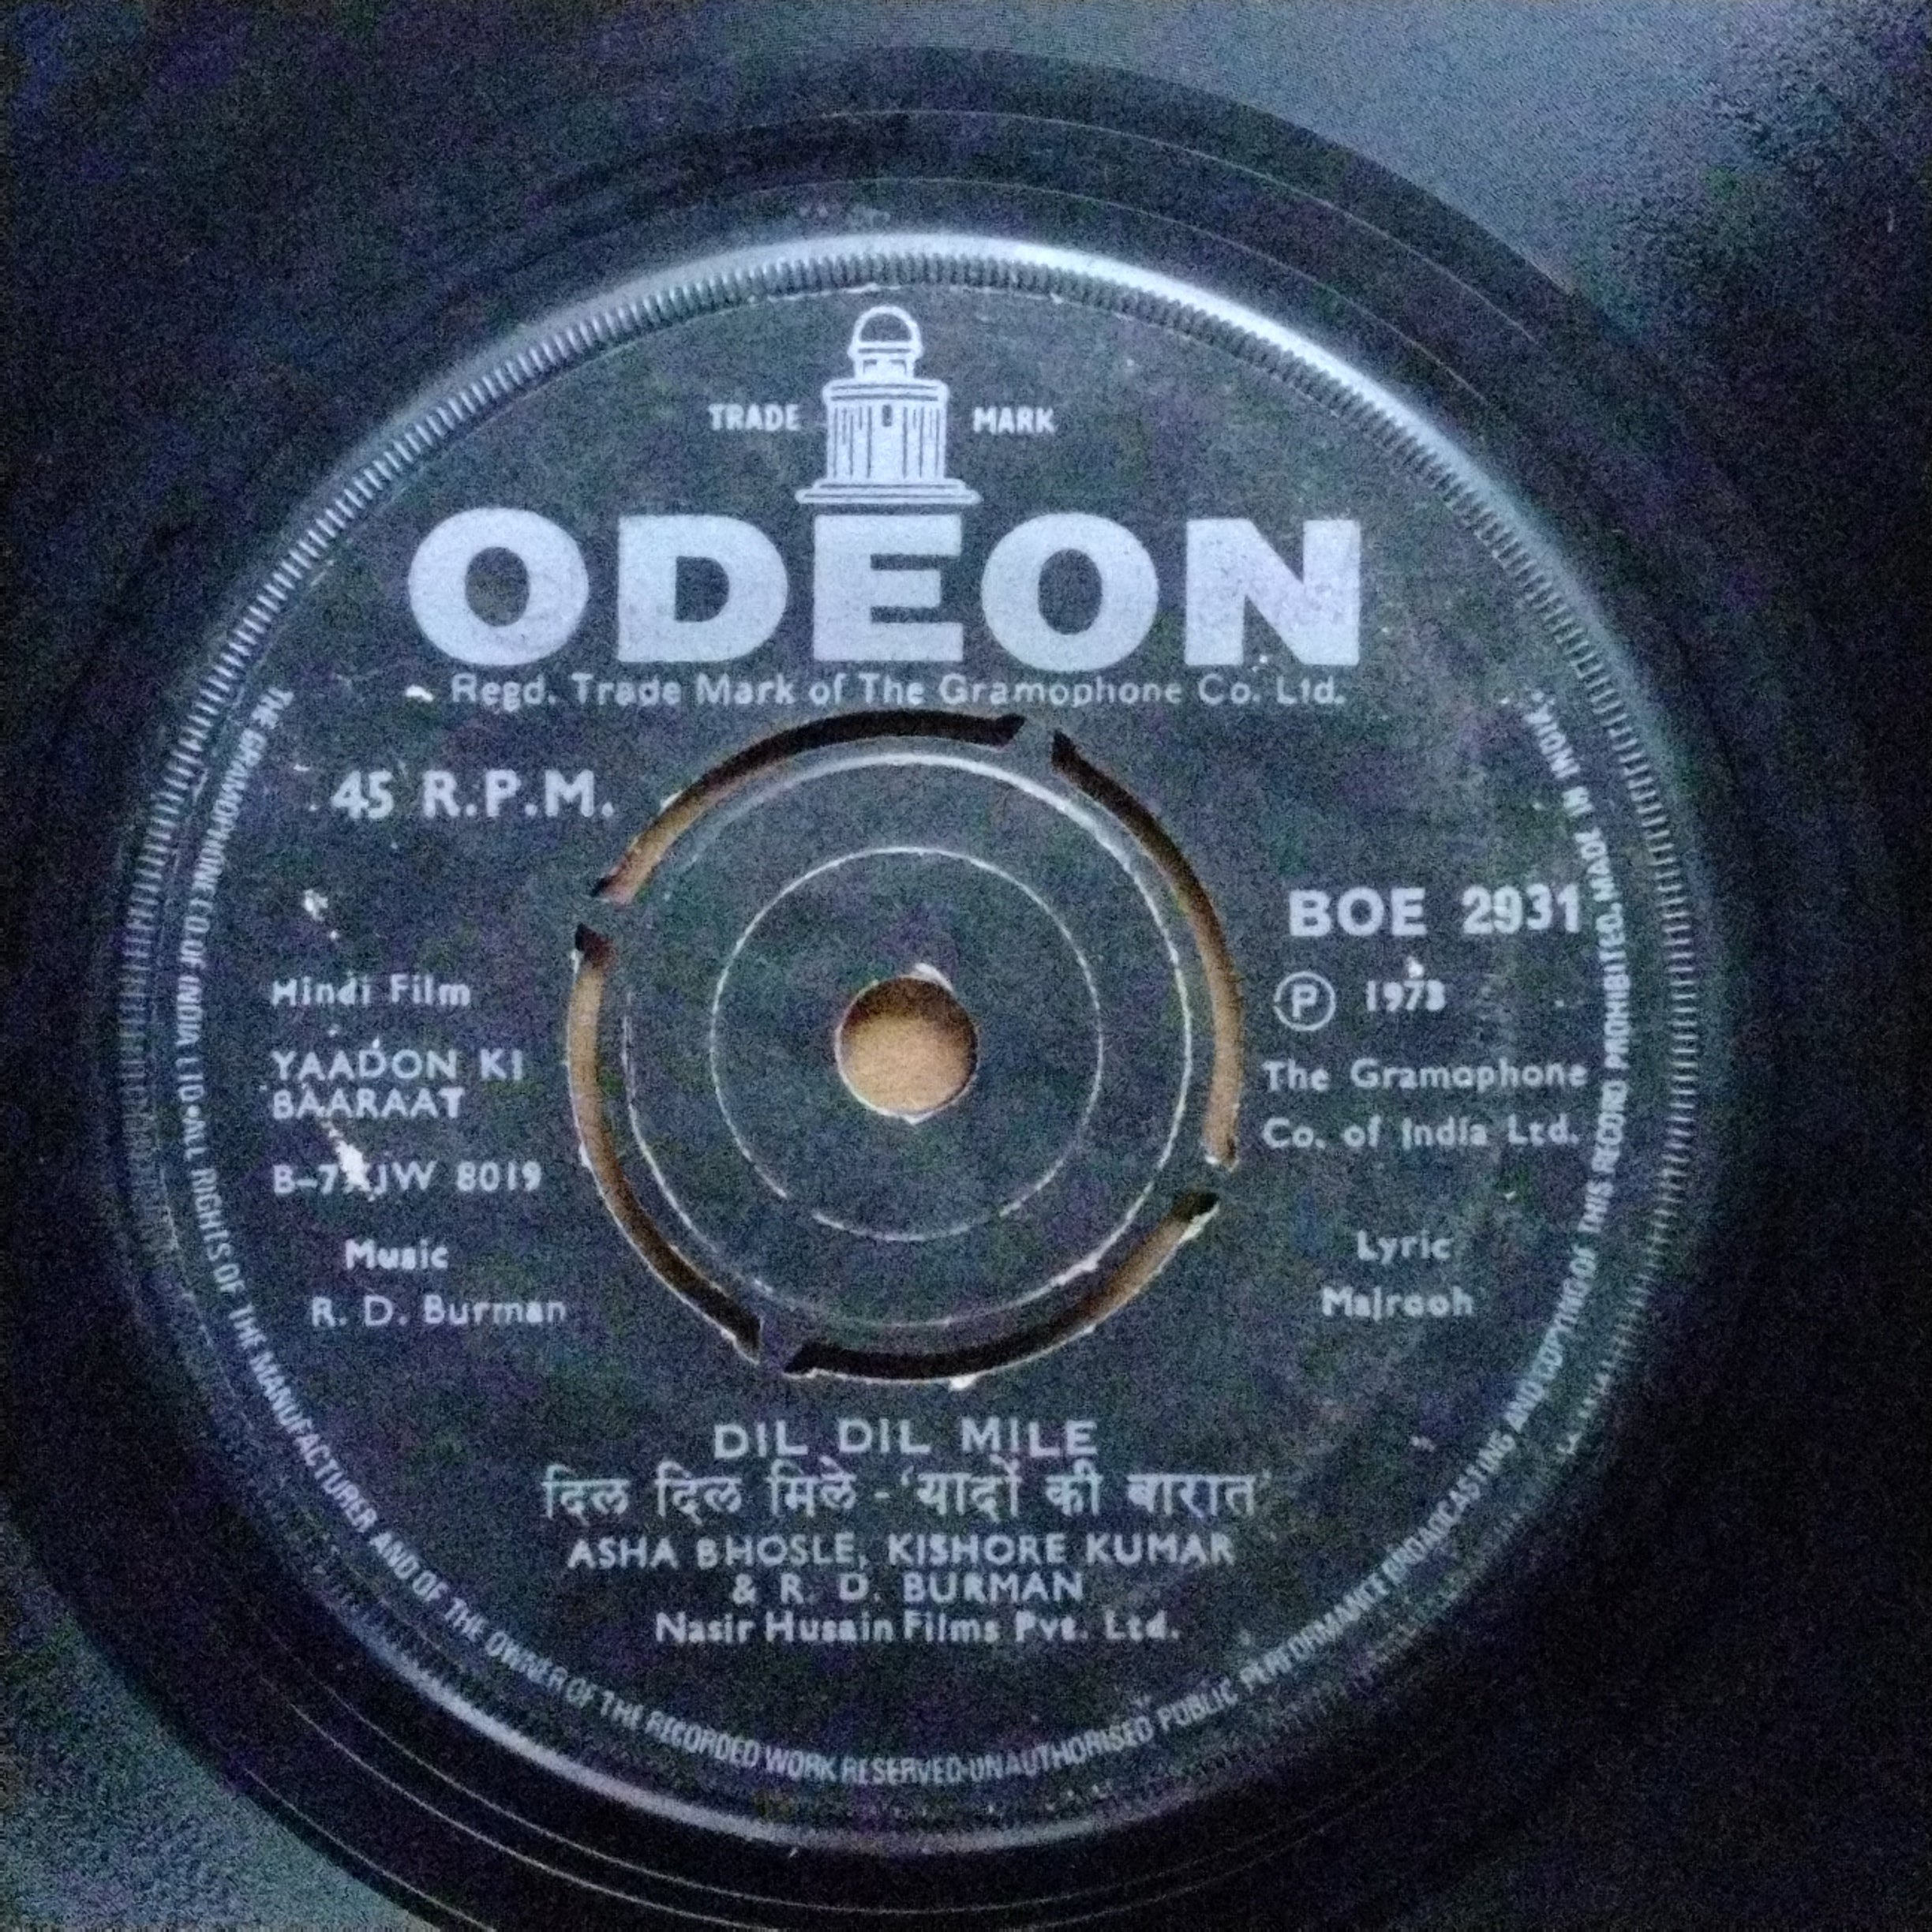 TRADE MARK
ODEON
Regd. Trade Mark of The Gramophone Co. Ltd.
45 R.P.M.
BOE 2931
Ⓟ 1973
The Gramophone
Co. of India Ltd.
Hindi Film
YAADON KI
BAARAAT
B-7XJW 8019
Music
R. D. Burman
Lyric
Majrooh
DIL DIL MILE
दिल दिल मिले - 'यादों की बारात'
ASHA BHOSLE, KISHORE KUMAR
& R. D. BURMAN
Nasir Husain Films Pvt. Ltd.
THE GRAMOPHONE CO. OF INDIA LTD • ALL RIGHTS OF THE MANUFACTURER AND OF THE OWNER OF THE RECORDED WORK RESERVED-UNAUTHORISED PUBLIC PERFORMANCE BROADCASTING AND COPYING OF THIS RECORD PROHIBITED. MADE IN INDIA.